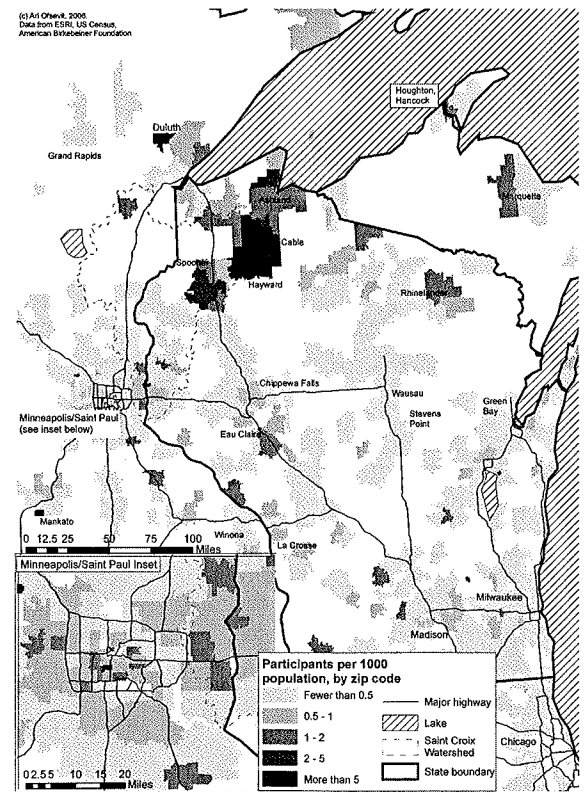 (c) Ari Ofsevit, 2006.
Data from ESRI, US Census,
American Birkebeiner Foundation
Houghton,
Hancock
Duluth
Grand Rapids
Marquette
Ashland
Cable
Spooner
Hayward
Rhinelander
Chippewa Falls
Wausau
Minneapolis/Saint Paul
(see inset below)
Stevens
Point
Green
Bay
Eau Claire
Mankato
0 12.5 25 50 75 100
Miles
Winona
La Crosse
Minneapolis/Saint Paul Inset
Milwaukee
Madison
Participants per 1000
population, by zip code
Fewer than 0.5
0.5 - 1
1 - 2
2 - 5
More than 5
Major highway
Lake
Saint Croix
Watershed
State boundary
Chicago
0 2.5 5 10 15 20
Miles